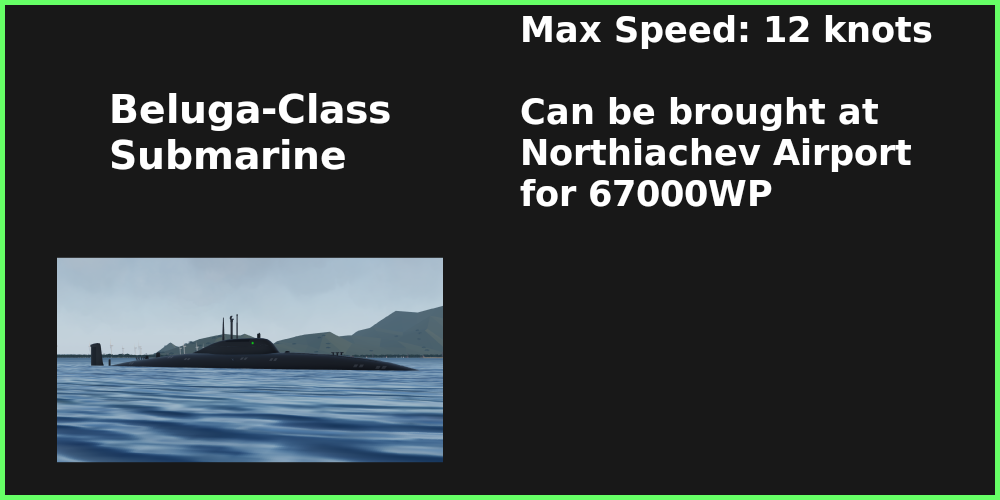 Beluga-Class
Submarine
Max Speed: 12 knots
Can be brought at
Northiachev Airport
for 67000WP